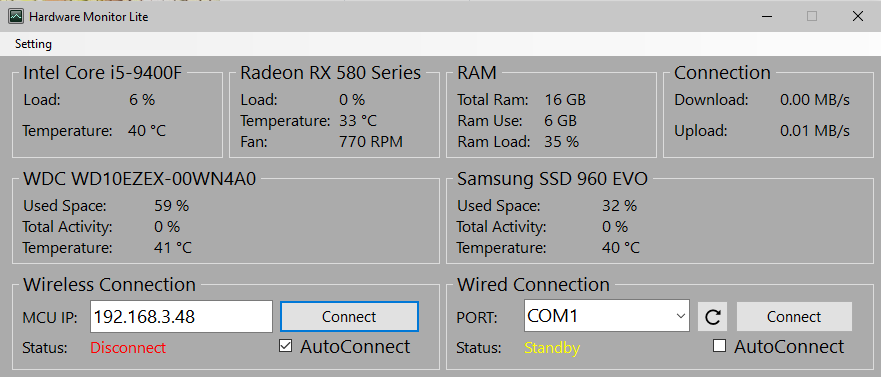 Hardware Monitor Lite
Setting
Intel Core i5-9400F
Load: 6 %
Temperature: 40 °C
Radeon RX 580 Series
Load: 0 %
Temperature: 33 °C
Fan: 770 RPM
RAM
Total Ram: 16 GB
Ram Use: 6 GB
Ram Load: 35 %
Connection
Download: 0.00 MB/s
Upload: 0.01 MB/s
WDC WD10EZEX-00WN4A0
Used Space: 59 %
Total Activity: 0 %
Temperature: 41 °C
Samsung SSD 960 EVO
Used Space: 32 %
Total Activity: 0 %
Temperature: 40 °C
Wireless Connection
MCU IP: 192.168.3.48 Connect
Status: Disconnect AutoConnect
Wired Connection
PORT: COM1 Connect
Status: Standby AutoConnect